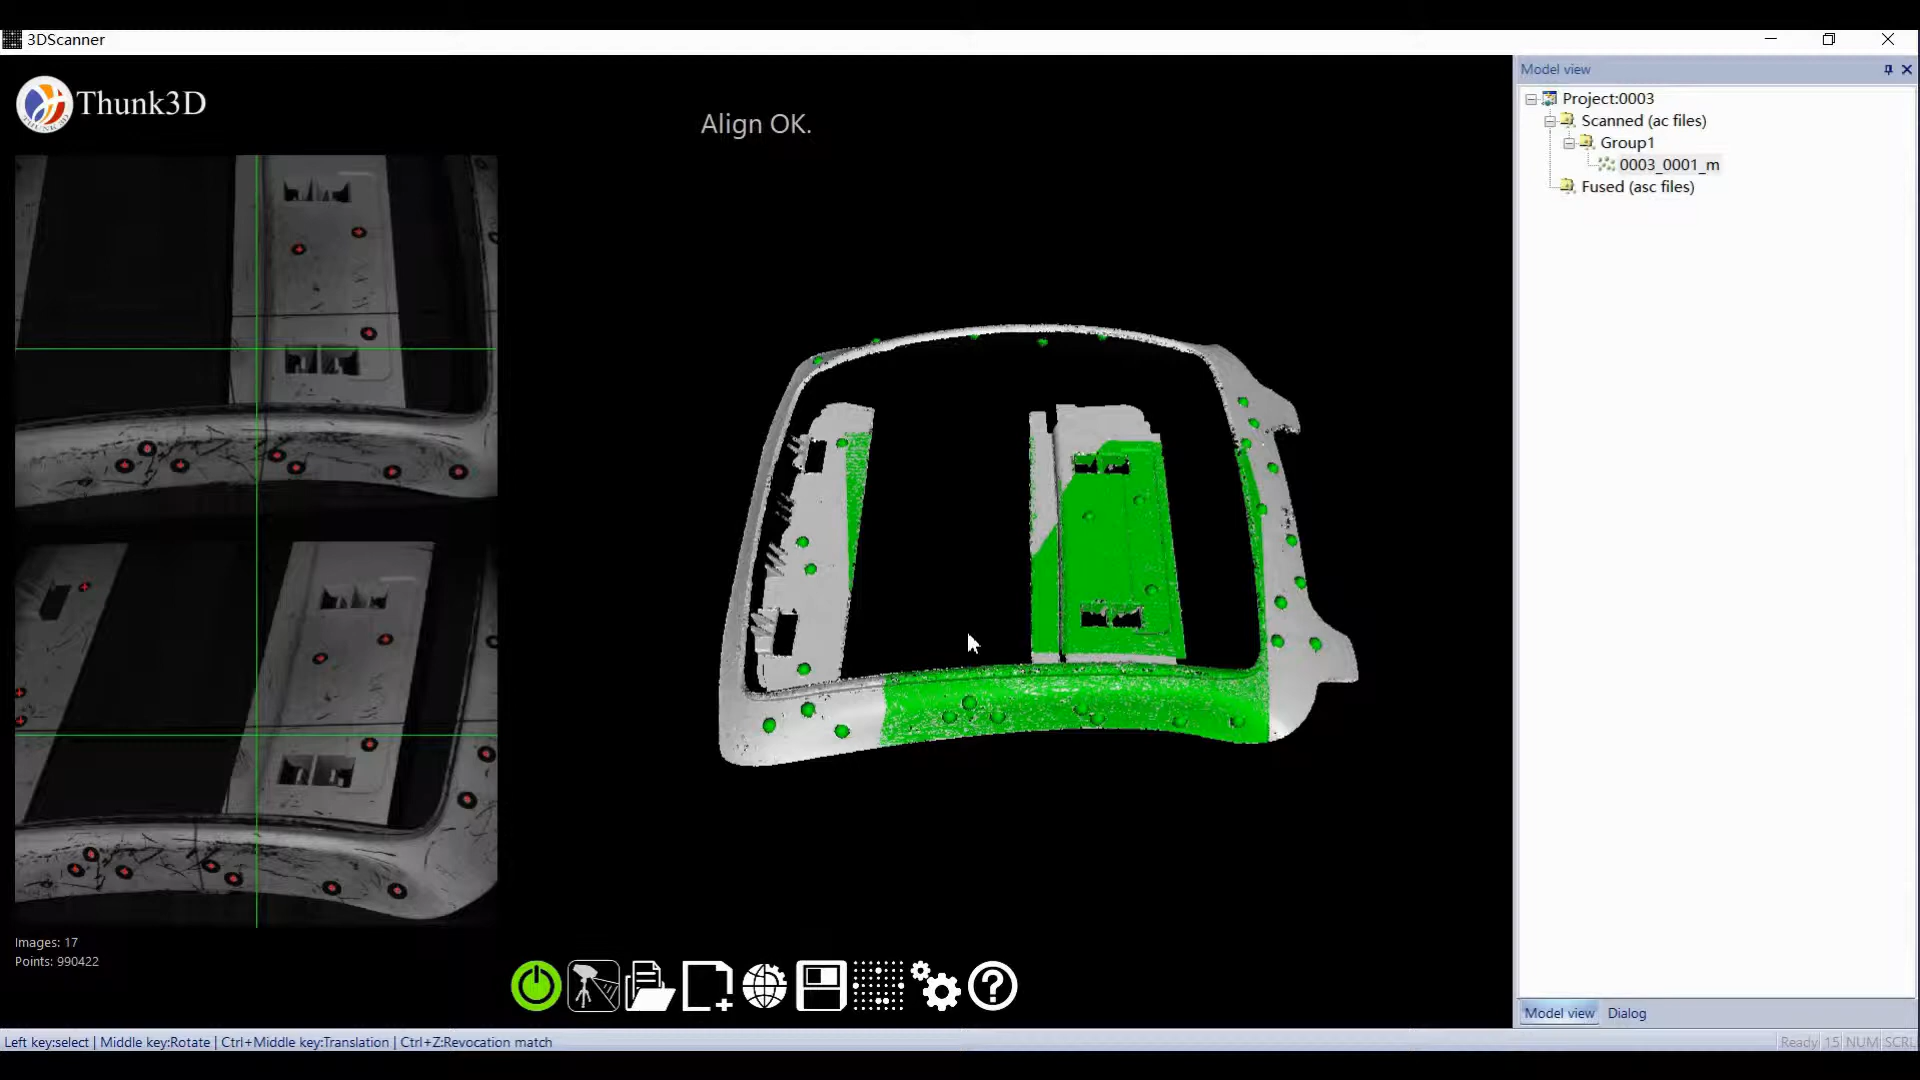 3DScanner
Thunk3D
Align OK.
Model view
Project:0003
Scanned (ac files)
Group1
0003_0001_m
Fused (asc files)
Images: 17
Points: 990422
Model view
Dialog
Left key:select | Middle key:Rotate | Ctrl+Middle key:Translation | Ctrl+Z:Revocation match
Ready 15 NUM SCRL